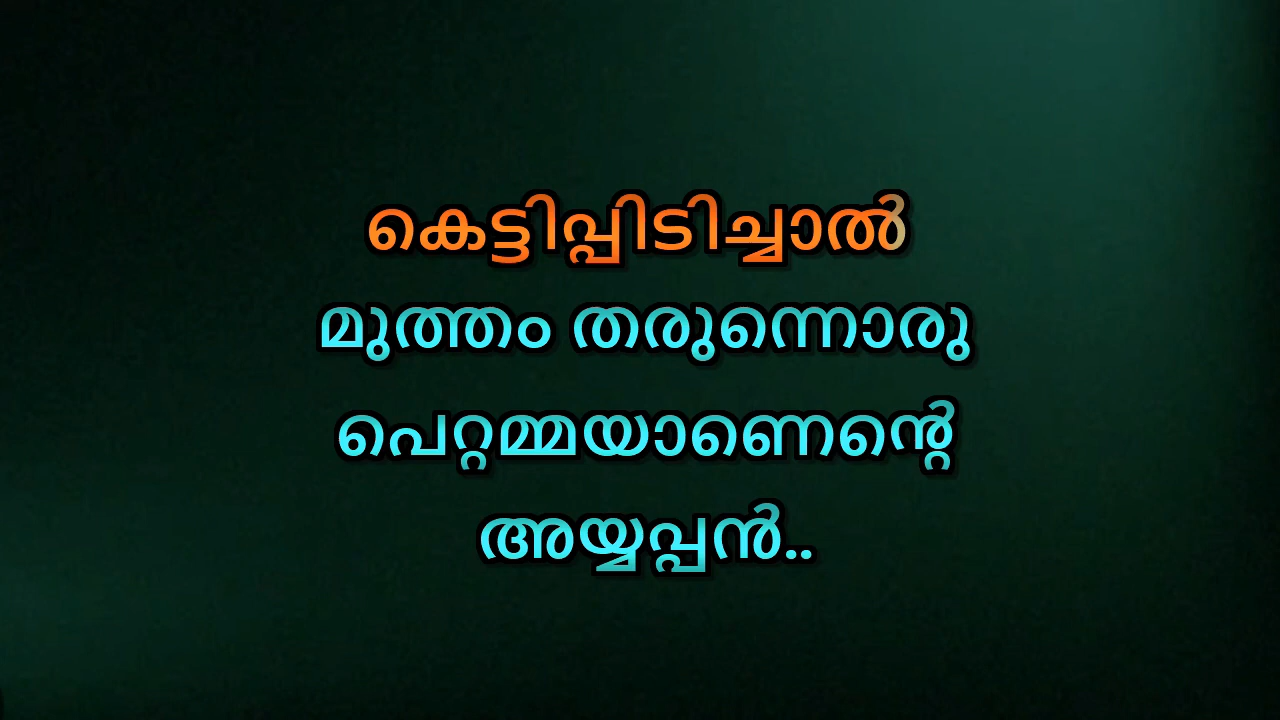 കെട്ടിപ്പിടിച്ചാൽ
മുത്തം തരുന്നൊരു
പെറ്റമ്മയാണെന്റെ
അയ്യപ്പൻ..